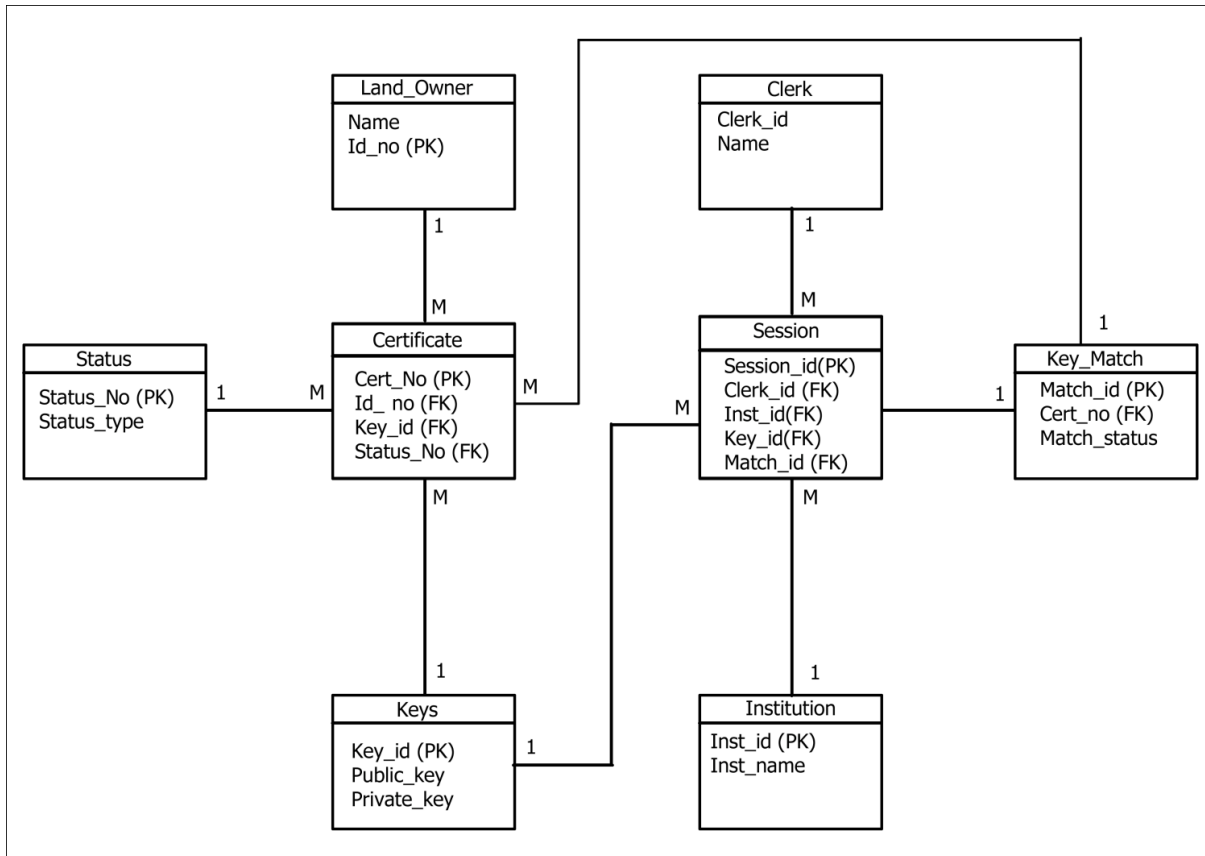 Land_Owner
Name
Id_no (PK)
Clerk
Clerk_id
Name
1
1
M
M
Certificate
Cert_No (PK)
Id_ no (FK)
Key_id (FK)
Status_No (FK)
Session
Session_id(PK)
Clerk_id (FK)
Inst_id(FK)
Key_id(FK)
Match_id (FK)
1
Status
Status_No (PK)
Status_type
Key_Match
Match_id (PK)
Cert_no (FK)
Match_status
1
M
M
M
1
M
M
1
1
Keys
Key_id (PK)
Public_key
Private_key
1
Institution
Inst_id (PK)
Inst_name